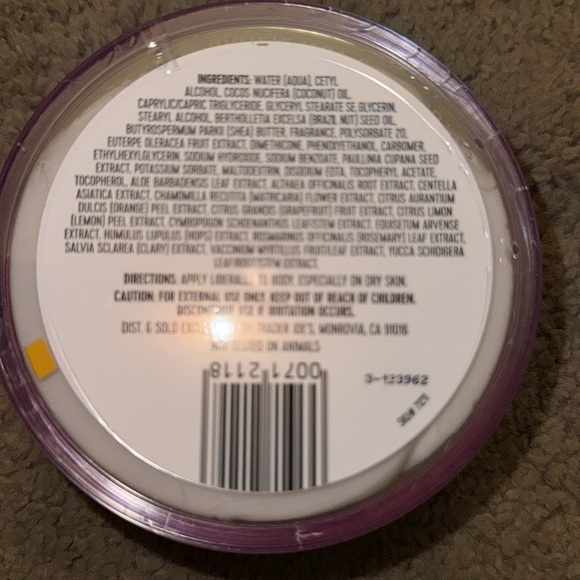 INGREDIENTS: WATER (AQUA), CETYL
ALCOHOL, COCOS NUCIFERA (COCONUT) OIL,
CAPRYLIC/CAPRIC TRIGLYCERIDE, GLYCERYL STEARATE SE, GLYCERIN,
STEARYL ALCOHOL, BERTHOLLETIA EXCELSA (BRAZIL NUT) SEED OIL,
BUTYROSPERMUM PARKII (SHEA) BUTTER, FRAGRANCE, POLYSORBATE 20,
EUTERPE OLERACEA FRUIT EXTRACT, DIMETHICONE, PHENOXYETHANOL, CARBOMER,
ETHYLHEXYLGLYCERIN, SODIUM HYDROXIDE, SODIUM BENZOATE, PAULLINIA CUPANA SEED
EXTRACT, POTASSIUM SORBATE, MALTODEXTRIN, DISODIUM EDTA, TOCOPHERYL ACETATE,
TOCOPHEROL, ALOE BARBADENSIS LEAF EXTRACT, ALTHAEA OFFICINALIS ROOT EXTRACT, CENTELLA
ASIATICA EXTRACT, CHAMOMILLA RECUTITA (MATRICARIA) FLOWER EXTRACT, CITRUS AURANTIUM
DULCIS (ORANGE) PEEL EXTRACT, CITRUS GRANDIS (GRAPEFRUIT) FRUIT EXTRACT, CITRUS LIMON
(LEMON) PEEL EXTRACT, CYMBOPOGON SCHOENANTHUS LEAF/STEM EXTRACT, EQUISETUM ARVENSE
EXTRACT, HUMULUS LUPULUS (HOPS) EXTRACT, ROSMARINUS OFFICINALIS (ROSEMARY) LEAF EXTRACT,
SALVIA SCLAREA (CLARY) EXTRACT, VACCINIUM MYRTILLUS FRUIT/LEAF EXTRACT, YUCCA SCHIDIGERA
LEAF/ROOT/STEM EXTRACT.
DIRECTIONS: APPLY LIBERALLY TO BODY, ESPECIALLY ON DRY SKIN.
CAUTION: FOR EXTERNAL USE ONLY. KEEP OUT OF REACH OF CHILDREN.
DISCONTINUE USE IF IRRITATION OCCURS.
DIST. & SOLD BY TRADER JOE'S, MONROVIA, CA 91016
NOT TESTED ON ANIMALS
0071 2118
3-123962